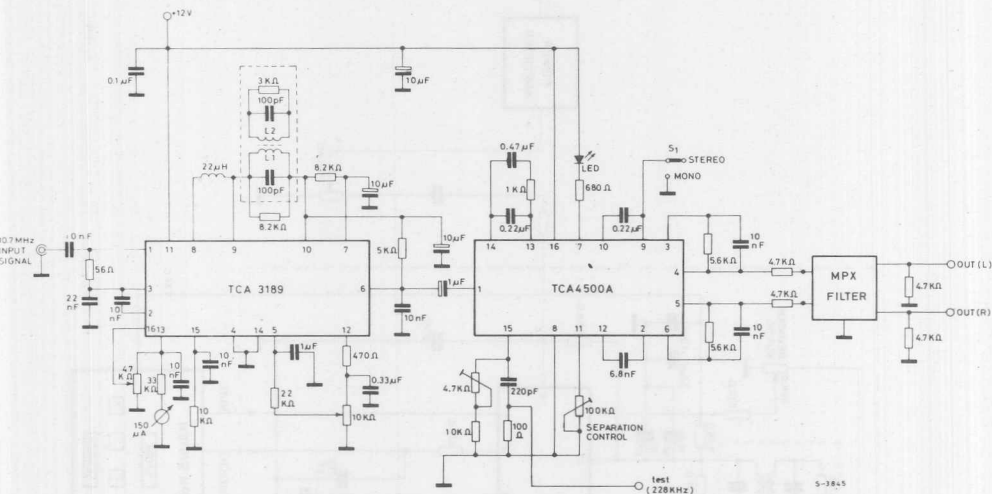 +12V
0.1µF
10µF
3KΩ
100pF
L2
L1
100pF
22µH
8.2KΩ
8.2KΩ
10µF
10µF
5KΩ
1µF
10nF
0.47µF
1KΩ
0.22µF
LED
680Ω
0.22µF
S1
STEREO
MONO
10.7MHz
INPUT
SIGNAL
10nF
56Ω
22
nF
10
nF
1
3
2
16
13
15
4
14
5
12
11
8
9
10
7
6
TCA 3189
47
KΩ
33
KΩ
10
nF
150
µA
10
KΩ
10
nF
1µF
2.2
KΩ
470Ω
0.33µF
10KΩ
14
13
16
7
10
9
3
4
5
1
TCA4500A
15
8
11
12
2
6
4.7KΩ
10KΩ
220pF
100
Ω
100KΩ
SEPARATION
CONTROL
6.8nF
5.6KΩ
10
nF
4.7KΩ
4.7KΩ
5.6KΩ
10
nF
MPX
FILTER
4.7KΩ
4.7KΩ
OUT(L)
OUT(R)
test
(228KHz)
S-3845